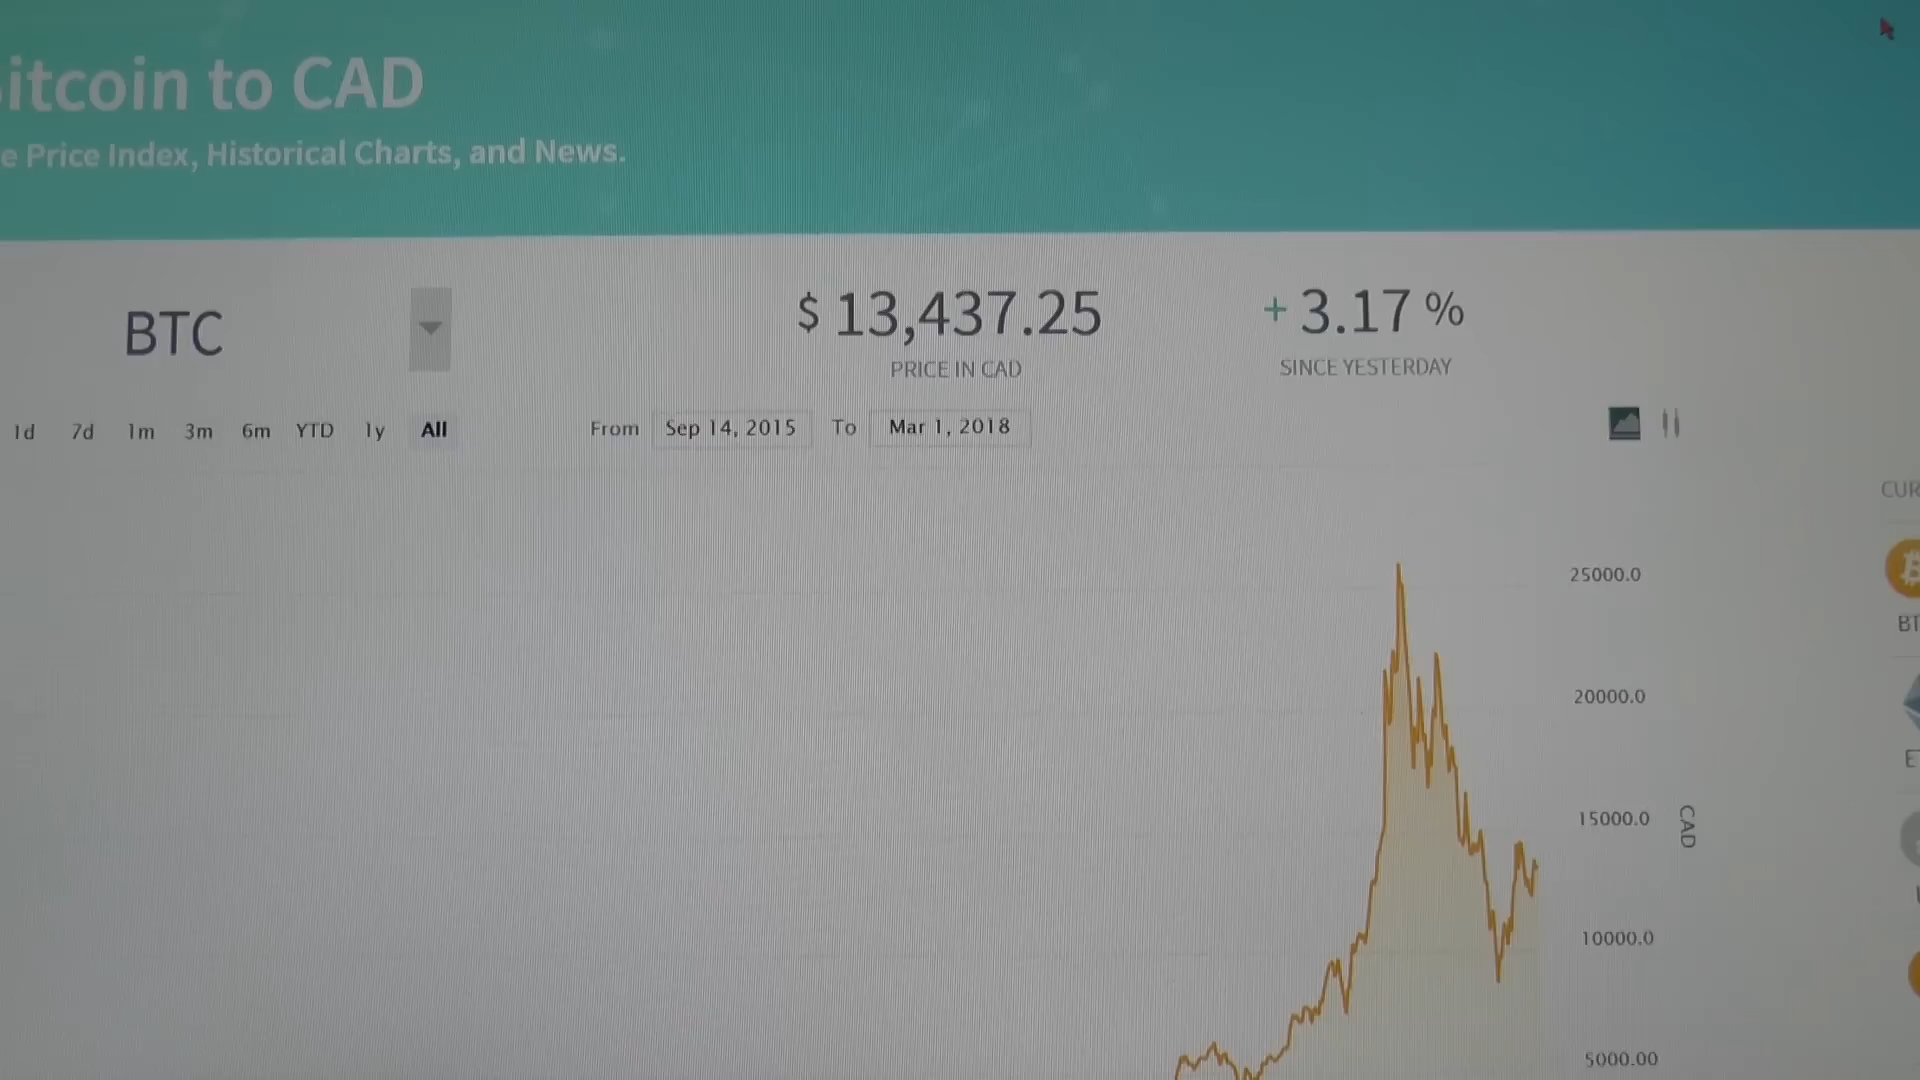 itcoin to CAD
e Price Index, Historical Charts, and News.
BTC
$ 13,437.25
PRICE IN CAD
+ 3.17 %
SINCE YESTERDAY
1d 7d 1m 3m 6m YTD 1y All
From Sep 14, 2015 To Mar 1, 2018
CUR
25000.0
BT
20000.0
E
15000.0
CAD
10000.0
5000.00